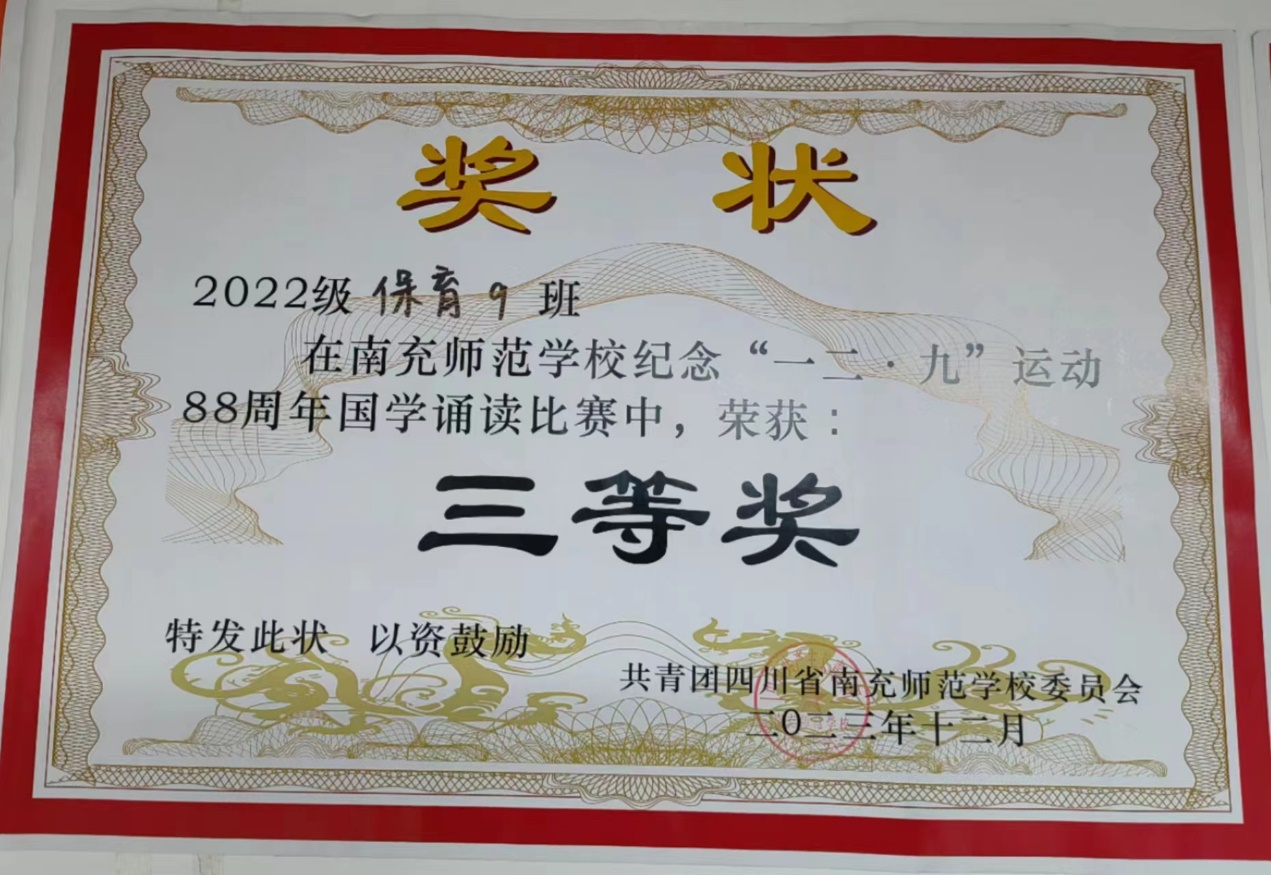 奖 状
2022级 保育9 班
在南充师范学校纪念“一二·九”运动
88周年国学诵读比赛中，荣获：
三等奖
特发此状 以资鼓励
共青团四川省南充师范学校委员会
二0二三年十二月